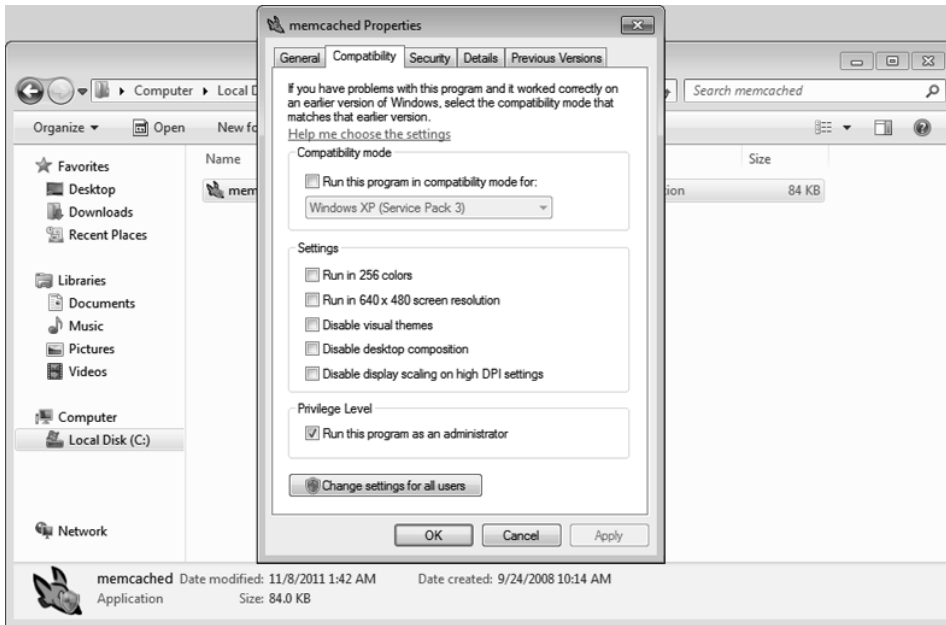 memcached Properties
General Compatibility Security Details Previous Versions
If you have problems with this program and it worked correctly on
an earlier version of Windows, select the compatibility mode that
matches that earlier version.
Help me choose the settings
Compatibility mode
Run this program in compatibility mode for:
Windows XP (Service Pack 3)
Settings
Run in 256 colors
Run in 640 x 480 screen resolution
Disable visual themes
Disable desktop composition
Disable display scaling on high DPI settings
Privilege Level
Run this program as an administrator
Change settings for all users
OK Cancel Apply
Computer Local D
Search memcached
Organize Open New fo
Name Size
mem ion 84 KB
Favorites
Desktop
Downloads
Recent Places
Libraries
Documents
Music
Pictures
Videos
Computer
Local Disk (C:)
Network
memcached Date modified: 11/8/2011 1:42 AM Date created: 9/24/2008 10:14 AM
Application Size: 84.0 KB